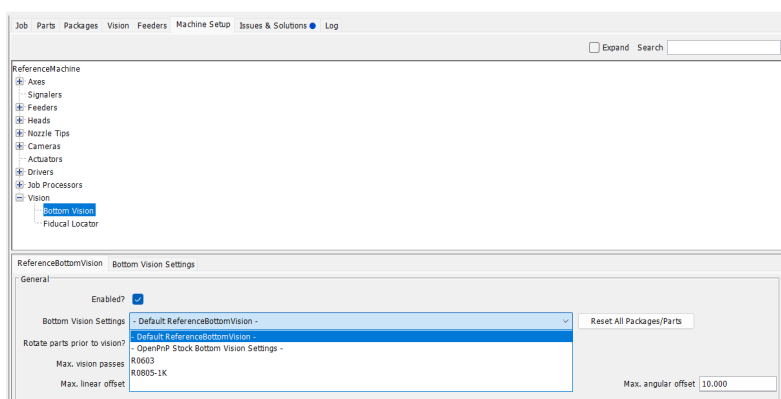 Job Parts Packages Vision Feeders Machine Setup Issues & Solutions Log
Expand Search
ReferenceMachine
Axes
Signalers
Feeders
Heads
Nozzle Tips
Cameras
Actuators
Drivers
Job Processors
Vision
Bottom Vision
Fiducal Locator
ReferenceBottomVision Bottom Vision Settings
General
Enabled?
Bottom Vision Settings - Default ReferenceBottomVision - Reset All Packages/Parts
- Default ReferenceBottomVision -
Rotate parts prior to vision? - OpenPnP Stock Bottom Vision Settings -
Max. vision passes R0603
R0805-1K
Max. linear offset Max. angular offset 10.000